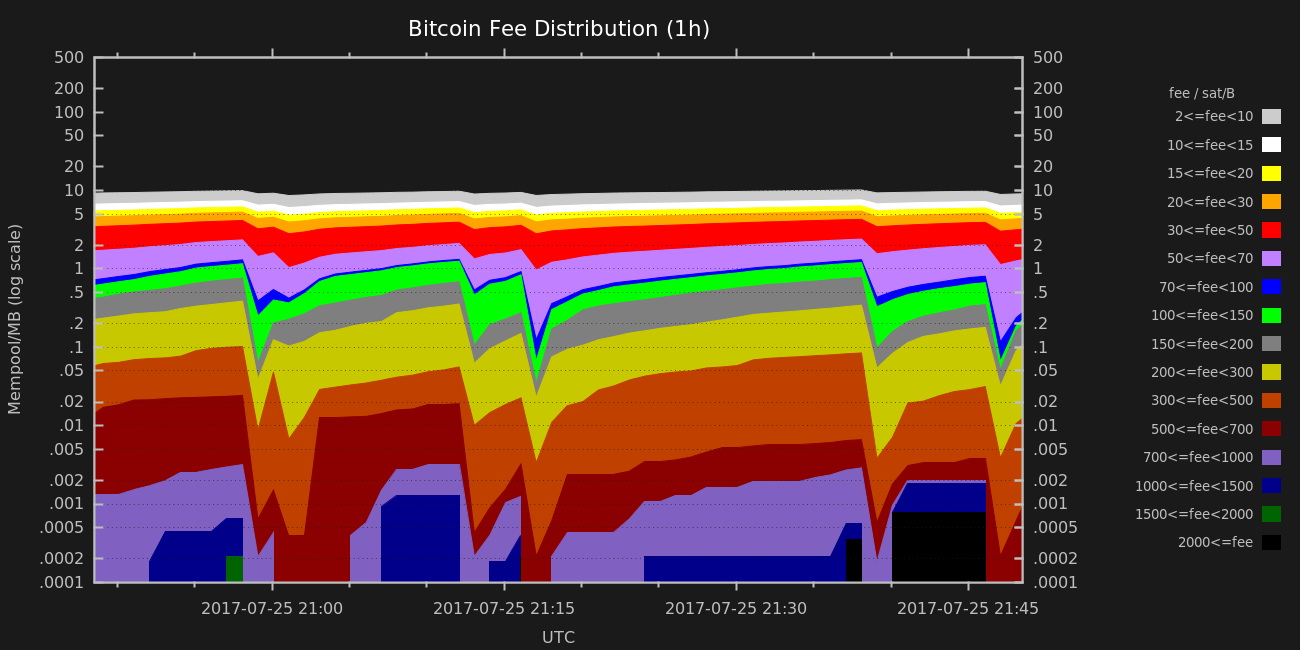 Bitcoin Fee Distribution (1h)
500 500
200 200
100 100
50 50
20 20
10 10
5 5
2 2
1 1
.5 .5
.2 .2
.1 .1
.05 .05
.02 .02
.01 .01
.005 .005
.002 .002
.001 .001
.0005 .0005
.0002 .0002
.0001 .0001
Mempool/MB (log scale)
2017-07-25 21:00 2017-07-25 21:15 2017-07-25 21:30 2017-07-25 21:45
UTC
fee / sat/B
2<=fee<10
10<=fee<15
15<=fee<20
20<=fee<30
30<=fee<50
50<=fee<70
70<=fee<100
100<=fee<150
150<=fee<200
200<=fee<300
300<=fee<500
500<=fee<700
700<=fee<1000
1000<=fee<1500
1500<=fee<2000
2000<=fee